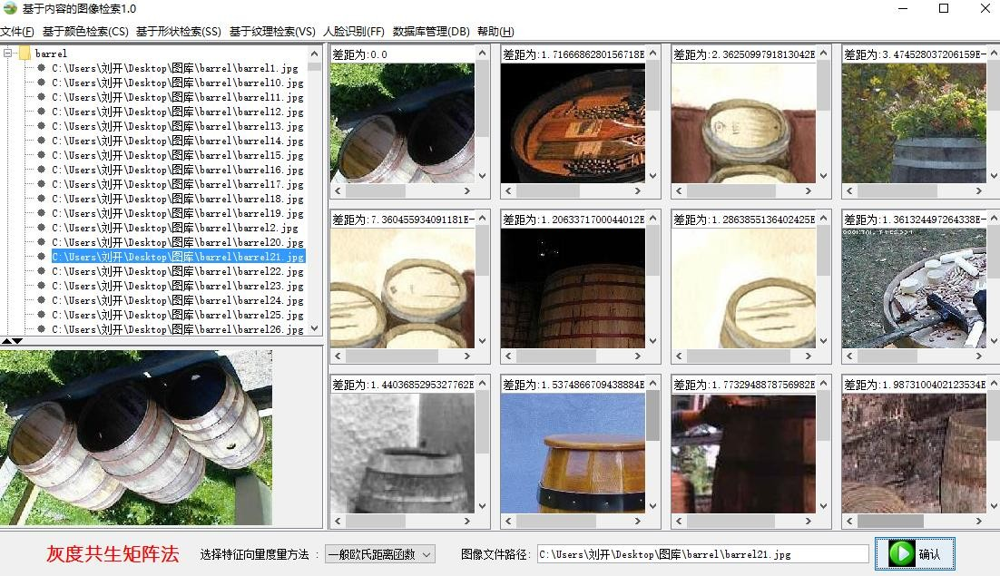 基于内容的图像检索1.0
文件(F) 基于颜色检索(CS) 基于形状检索(SS) 基于纹理检索(VS) 人脸识别(FF) 数据库管理(DB) 帮助(H)
barrel
C:\Users\刘开\Desktop\图库\barrel\barrel1.jpg
C:\Users\刘开\Desktop\图库\barrel\barrel10.jpg
C:\Users\刘开\Desktop\图库\barrel\barrel11.jpg
C:\Users\刘开\Desktop\图库\barrel\barrel12.jpg
C:\Users\刘开\Desktop\图库\barrel\barrel13.jpg
C:\Users\刘开\Desktop\图库\barrel\barrel14.jpg
C:\Users\刘开\Desktop\图库\barrel\barrel15.jpg
C:\Users\刘开\Desktop\图库\barrel\barrel16.jpg
C:\Users\刘开\Desktop\图库\barrel\barrel17.jpg
C:\Users\刘开\Desktop\图库\barrel\barrel18.jpg
C:\Users\刘开\Desktop\图库\barrel\barrel19.jpg
C:\Users\刘开\Desktop\图库\barrel\barrel2.jpg
C:\Users\刘开\Desktop\图库\barrel\barrel20.jpg
C:\Users\刘开\Desktop\图库\barrel\barrel21.jpg
C:\Users\刘开\Desktop\图库\barrel\barrel22.jpg
C:\Users\刘开\Desktop\图库\barrel\barrel23.jpg
C:\Users\刘开\Desktop\图库\barrel\barrel24.jpg
C:\Users\刘开\Desktop\图库\barrel\barrel25.jpg
C:\Users\刘开\Desktop\图库\barrel\barrel26.jpg
差距为:0.0
差距为:1.7166686280156718E
差距为:2.3625099791813042E
差距为:3.474528037206159E-
差距为:7.360455934091181E-
差距为:1.2063371700044012E
差距为:1.2863855136402425E
差距为:1.361324497264338E-
差距为:1.4403685295327762E
差距为:1.5374866709438884E
差距为:1.7732948878756982E
差距为:1.9873100402123534E
灰度共生矩阵法
选择特征向量度量方法 : 一般欧氏距离函数
图像文件路径: C:\Users\刘开\Desktop\图库\barrel\barrel21.jpg
确认